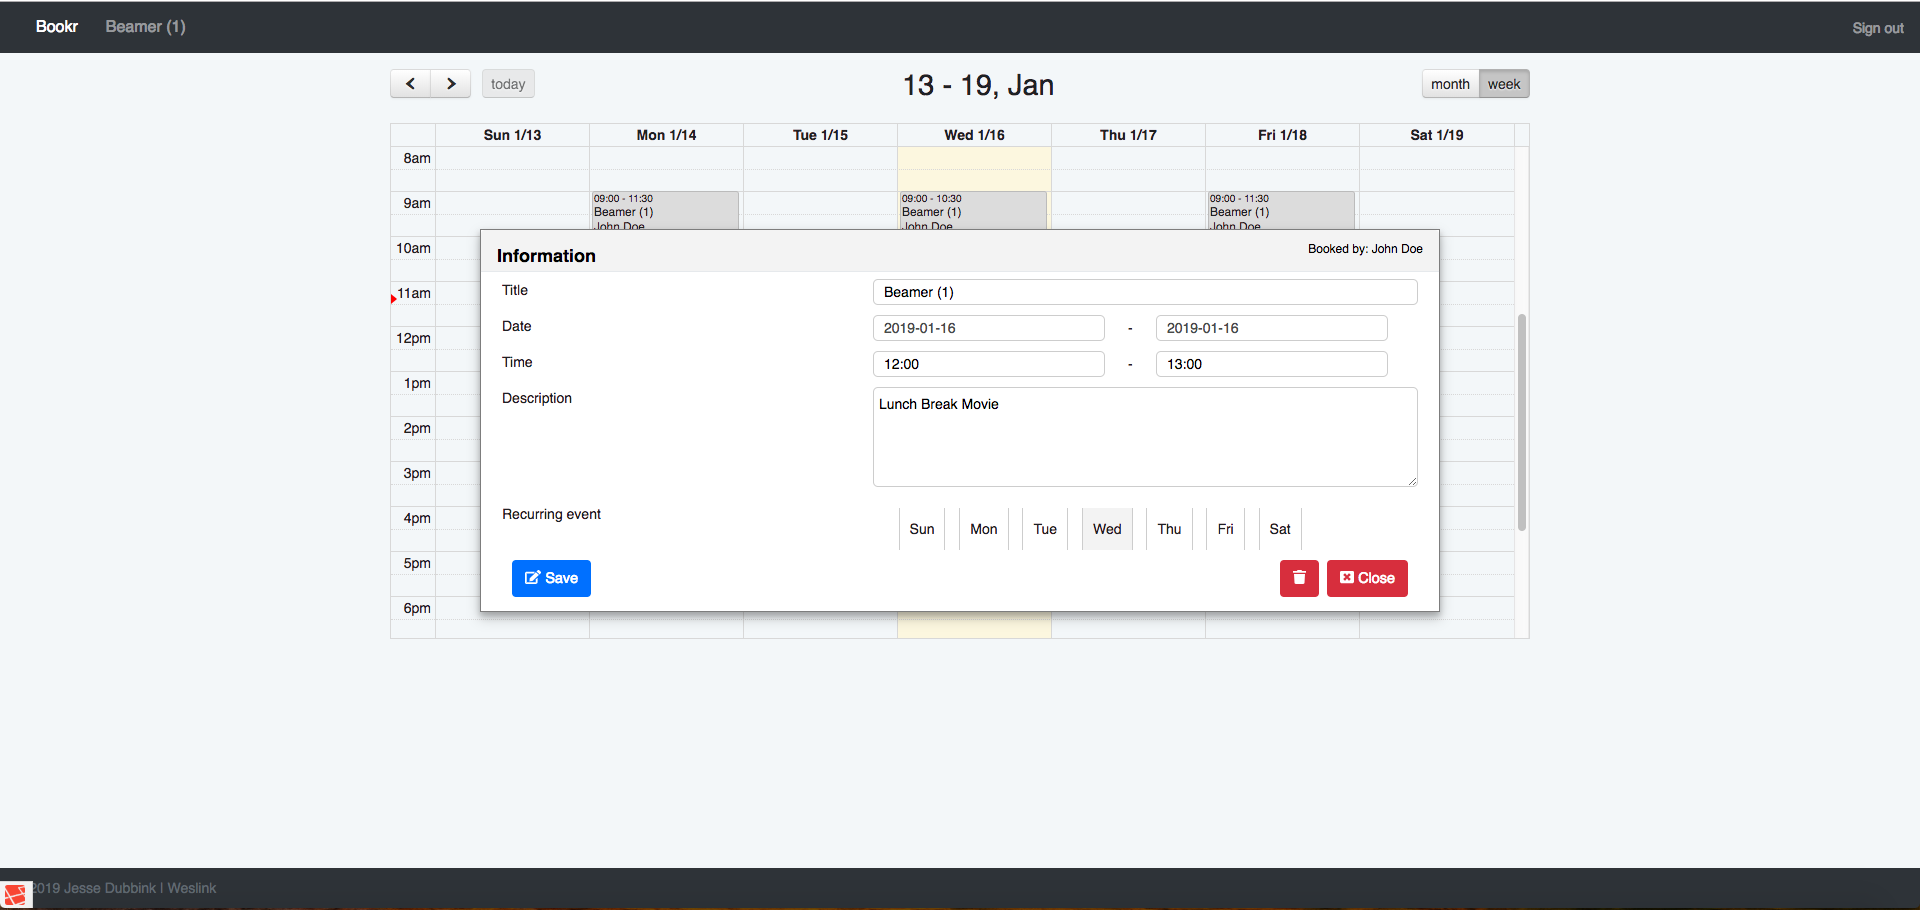 Bookr Beamer (1) Sign out
today 13 - 19, Jan month week
Sun 1/13 Mon 1/14 Tue 1/15 Wed 1/16 Thu 1/17 Fri 1/18 Sat 1/19
8am
9am
09:00 - 11:30 09:00 - 10:30 09:00 - 11:30
Beamer (1) Beamer (1) Beamer (1)
John Doe John Doe John Doe
10am
Information Booked by: John Doe
Title Beamer (1)
11am
Date 2019-01-16 - 2019-01-16
12pm
Time 12:00 - 13:00
1pm
Description Lunch Break Movie
2pm
3pm
4pm
Recurring event Sun Mon Tue Wed Thu Fri Sat
5pm
Save Close
6pm
2019 Jesse Dubbink | Weslink